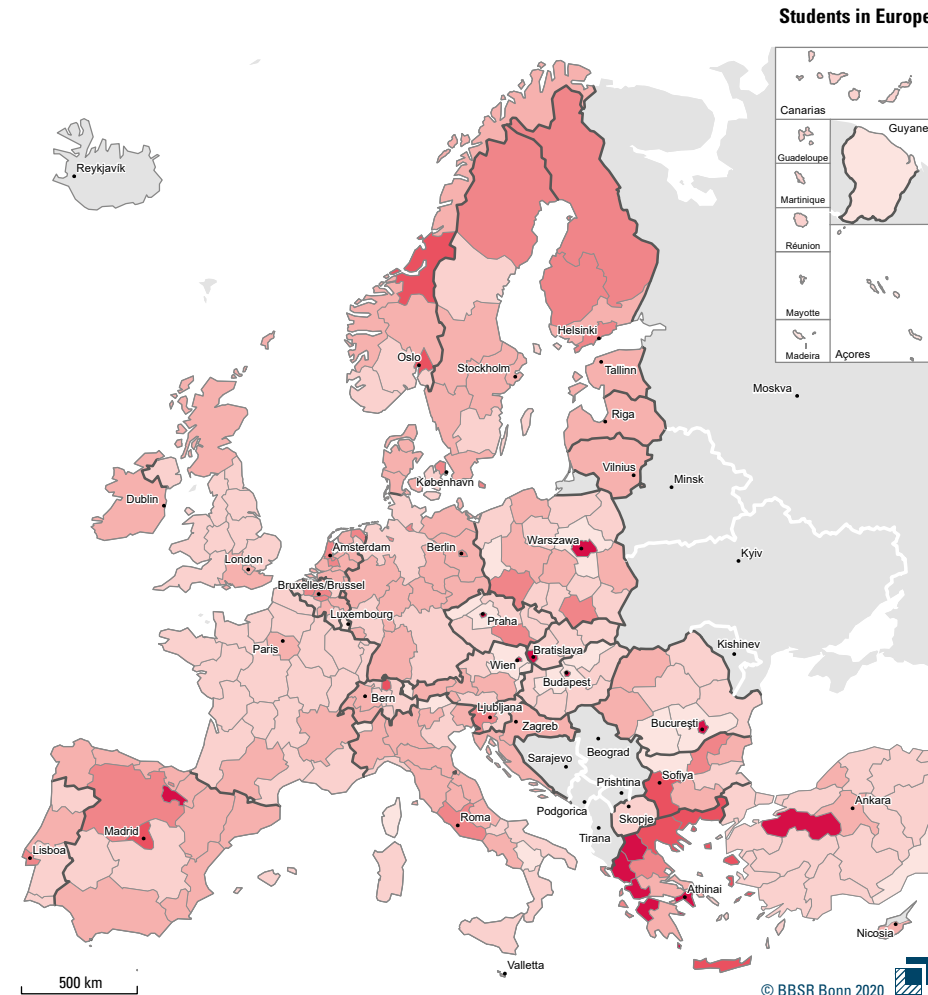 Students in Europe
Canarias
Guyane
Guadeloupe
Martinique
Réunion
Mayotte
Madeira
Açores
Reykjavík
Helsinki
Oslo
Stockholm
Tallinn
Moskva
Riga
Vilnius
Minsk
København
Dublin
London
Amsterdam
Berlin
Warszawa
Kyiv
Bruxelles/Brussel
Luxembourg
Praha
Paris
Wien
Bratislava
Kishinev
Budapest
Bern
Ljubljana
Zagreb
București
Sarajevo
Beograd
Prishtina
Sofiya
Podgorica
Skopje
Tirana
Ankara
Roma
Madrid
Lisboa
Athinai
Nicosia
Valletta
500 km
© BBSR Bonn 2020